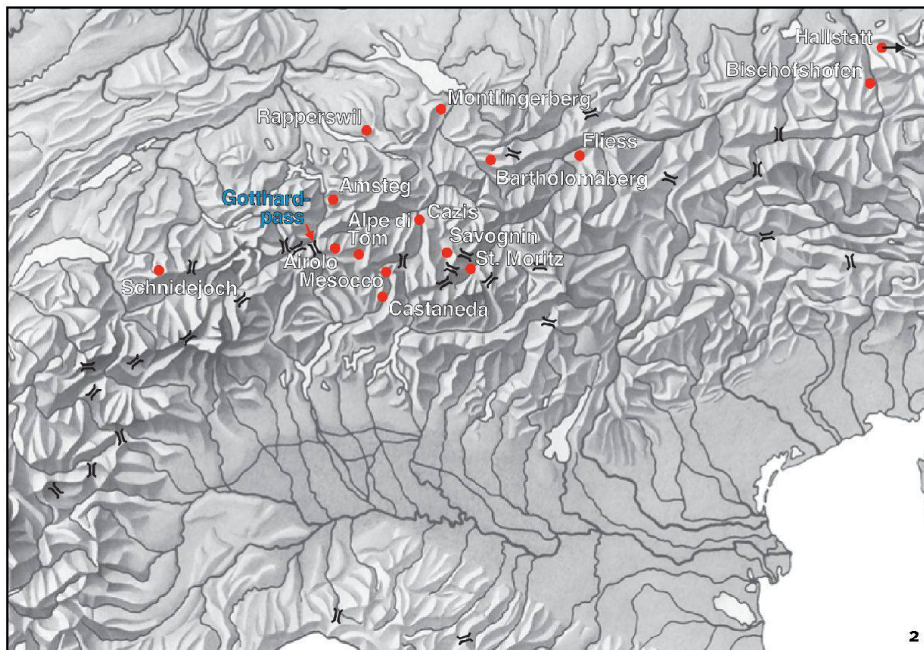 Hallstatt
Bischofshofen
Montlingerberg
Rapperswil
Fliess
Bartholomäberg
Amsteg
Gotthard-
pass
Alpe di
Tom
Cazis
Savognin
St. Moritz
Airolo
Mesocco
Schnidejoch
Castaneda
2